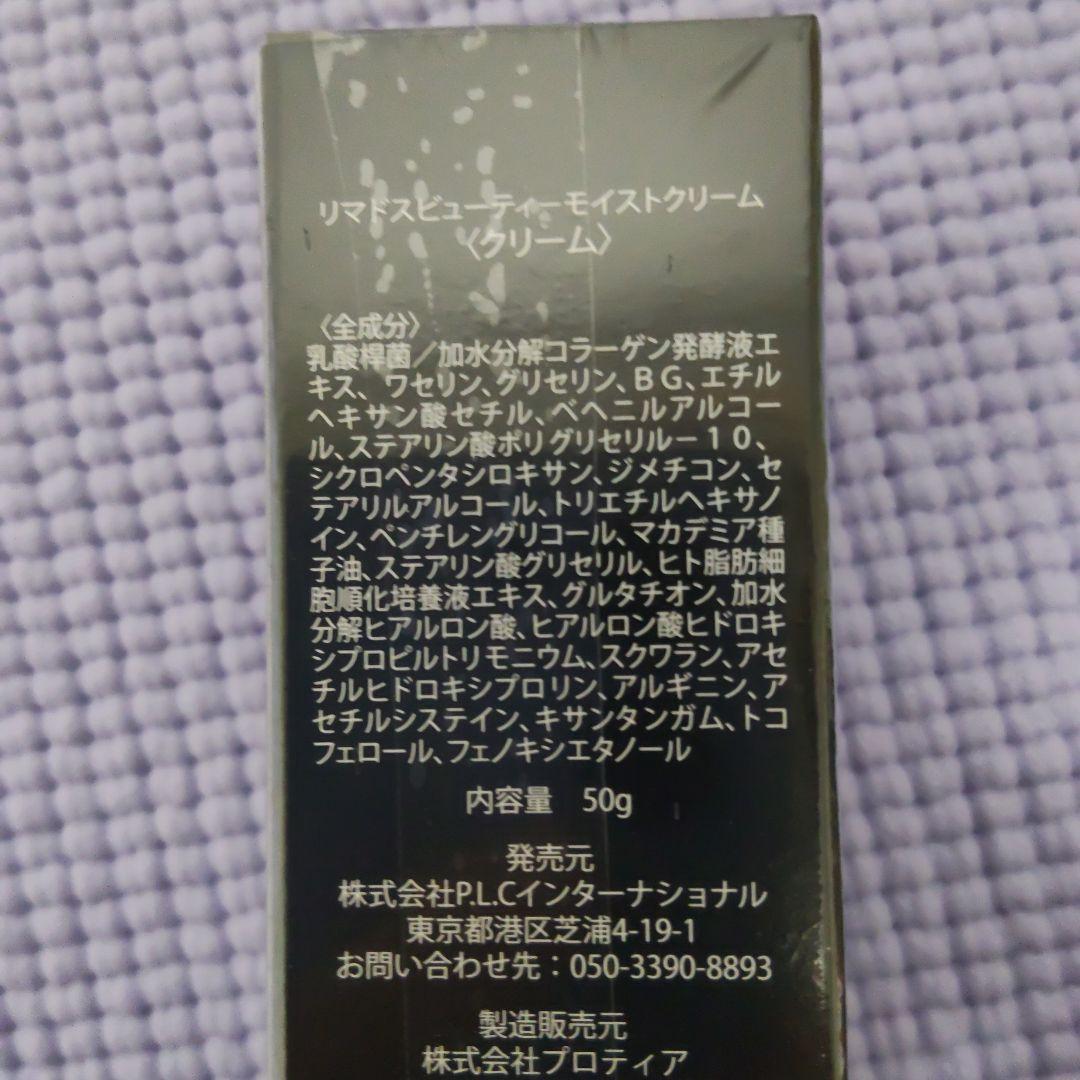 リマドスビューティーモイストクリーム
〈クリーム〉
〈全成分〉
乳酸桿菌／加水分解コラーゲン発酵液エ
キス、ワセリン、グリセリン、ＢＧ、エチル
ヘキサン酸セチル、ベヘニルアルコー
ル、ステアリン酸ポリグリセリルー１０、
シクロペンタシロキサン、ジメチコン、セ
テアリルアルコール、トリエチルヘキサノ
イン、ペンチレングリコール、マカデミア種
子油、ステアリン酸グリセリル、ヒト脂肪細
胞順化培養液エキス、グルタチオン、加水
分解ヒアルロン酸、ヒアルロン酸ヒドロキ
シプロピルトリモニウム、スクワラン、アセ
チルヒドロキシプロリン、アルギニン、ア
セチルシステイン、キサンタンガム、トコ
フェロール、フェノキシエタノール
内容量　50g
発売元
株式会社P.L.Cインターナショナル
東京都港区芝浦4-19-1
お問い合わせ先：050-3390-8893
製造販売元
株式会社プロティア